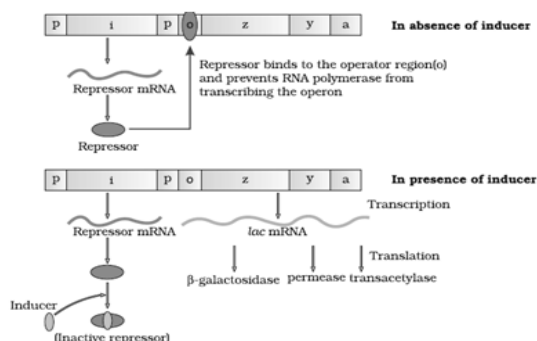 p i p o z y a
In absence of inducer
Repressor binds to the operator region(o)
and prevents RNA polymerase from
transcribing the operon
Repressor mRNA
Repressor
p i p o z y a
In presence of inducer
Transcription
Repressor mRNA
lac mRNA
Translation
β-galactosidase permease transacetylase
Inducer
(Inactive repressor)